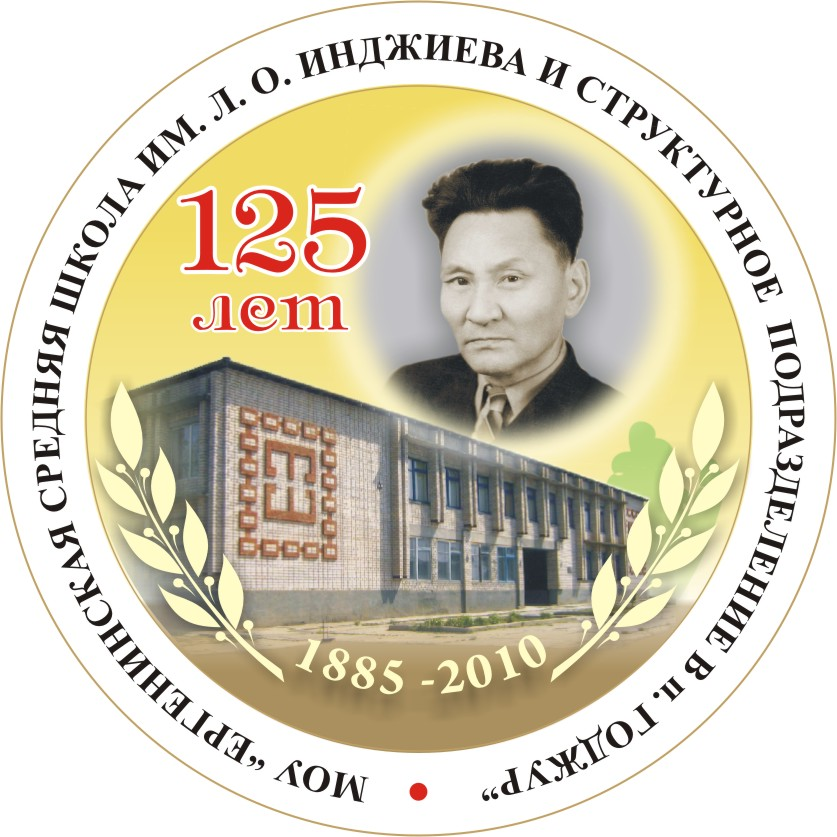 МОУ "ЕРГЕНИНСКАЯ СРЕДНЯЯ ШКОЛА ИМ. Л. О. ИНДЖИЕВА И СТРУКТУРНОЕ ПОДРАЗДЕЛЕНИЕ В п. ГОДЖУР"
125
лет
1885 -2010